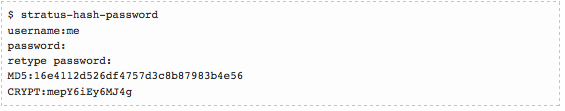 $ stratus-hash-password
username:me
password:
retype password:
MD5:16e4112d526df4757d3c8b87983b4e56
CRYPT:mepY6iEy6MJ4g